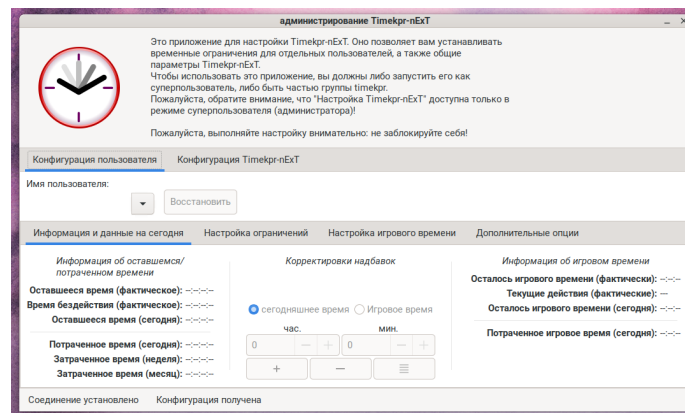 администрирование Timekpr-nExT
Это приложение для настройки Timekpr-nExT. Оно позволяет вам устанавливать
временные ограничения для отдельных пользователей, а также общие
параметры Timekpr-nExT.
Чтобы использовать это приложение, вы должны либо запустить его как
суперпользователь, либо быть частью группы timekpr.
Пожалуйста, обратите внимание, что "Настройка Timekpr-nExT" доступна только в
режиме суперпользователя (администратора)!
Пожалуйста, выполняйте настройку внимательно: не заблокируйте себя!
Конфигурация пользователя Конфигурация Timekpr-nExT
Имя пользователя:
Восстановить
Информация и данные на сегодня Настройка ограничений Настройка игрового времени Дополнительные опции
Информация об оставшемся/
потраченном времени
Оставшееся время (фактическое): --:--:--:--
Время бездействия (фактическое): --:--:--:--
Оставшееся время (сегодня): --:--:--:--
Потраченное время (сегодня): --:--:--:--
Затраченное время (неделя): --:--:--:--
Затраченное время (месяц): --:--:--:--
Корректировки надбавок
сегодняшнее время Игровое время
час. мин.
0 − + 0 − +
+ −
Информация об игровом времени
Осталось игрового времени (фактически): --:--:--
Текущие действия (фактические): ---
Осталось игрового времени (сегодня): --:--:--
Потраченное игровое время (сегодня): --:--:--
Соединение установлено Конфигурация получена